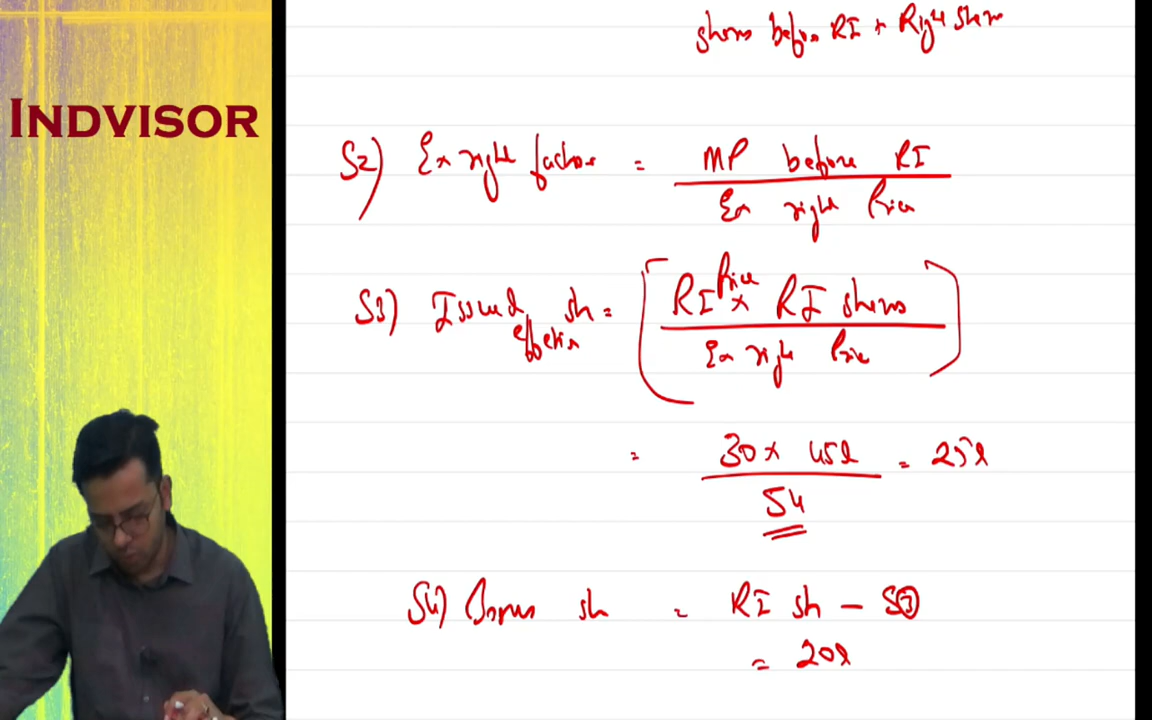 INDVISOR
shares before RI + Right shares
S2) Ex right factor = MP before RI
Ex right Price
S3) Issued effective sh = [RI Price × RI shares]
Ex right Price
= 30 × 45l = 25l
54
S4) Bonus sh = RI sh - S3
= 20l